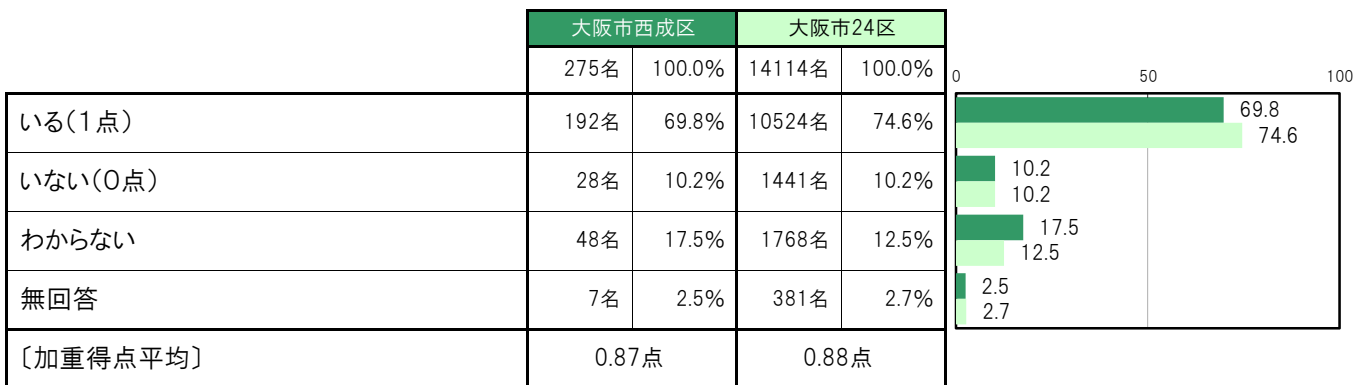 大阪市西成区 大阪市24区
275名 100.0% 14114名 100.0% 0 50 100
いる(1点) 192名 69.8% 10524名 74.6% 69.8
74.6
いない(0点) 28名 10.2% 1441名 10.2% 10.2
10.2
わからない 48名 17.5% 1768名 12.5% 17.5
12.5
無回答 7名 2.5% 381名 2.7% 2.5
2.7
〔加重得点平均〕 0.87点 0.88点